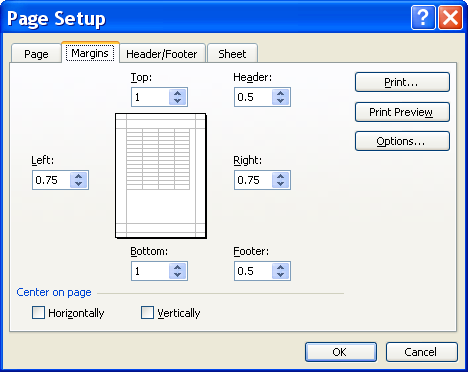 Page Setup
Page Margins Header/Footer Sheet
Top: Header:
1 0.5
Print...
Print Preview
Options...
Left: Right:
0.75 0.75
Bottom: Footer:
1 0.5
Center on page
Horizontally Vertically
OK Cancel